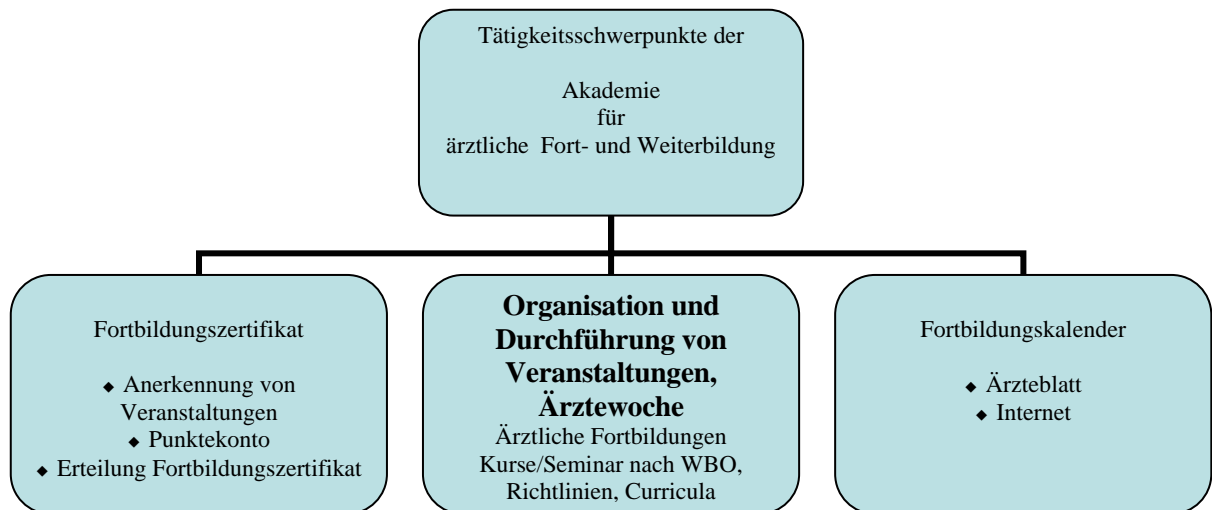 Tätigkeitsschwerpunkte der
Akademie
für
ärztliche Fort- und Weiterbildung
Fortbildungszertifikat
◆ Anerkennung von
Veranstaltungen
◆ Punktekonto
◆ Erteilung Fortbildungszertifikat
Organisation und
Durchführung von
Veranstaltungen,
Ärztewoche
Ärztliche Fortbildungen
Kurse/Seminar nach WBO,
Richtlinien, Curricula
Fortbildungskalender
◆ Ärzteblatt
◆ Internet